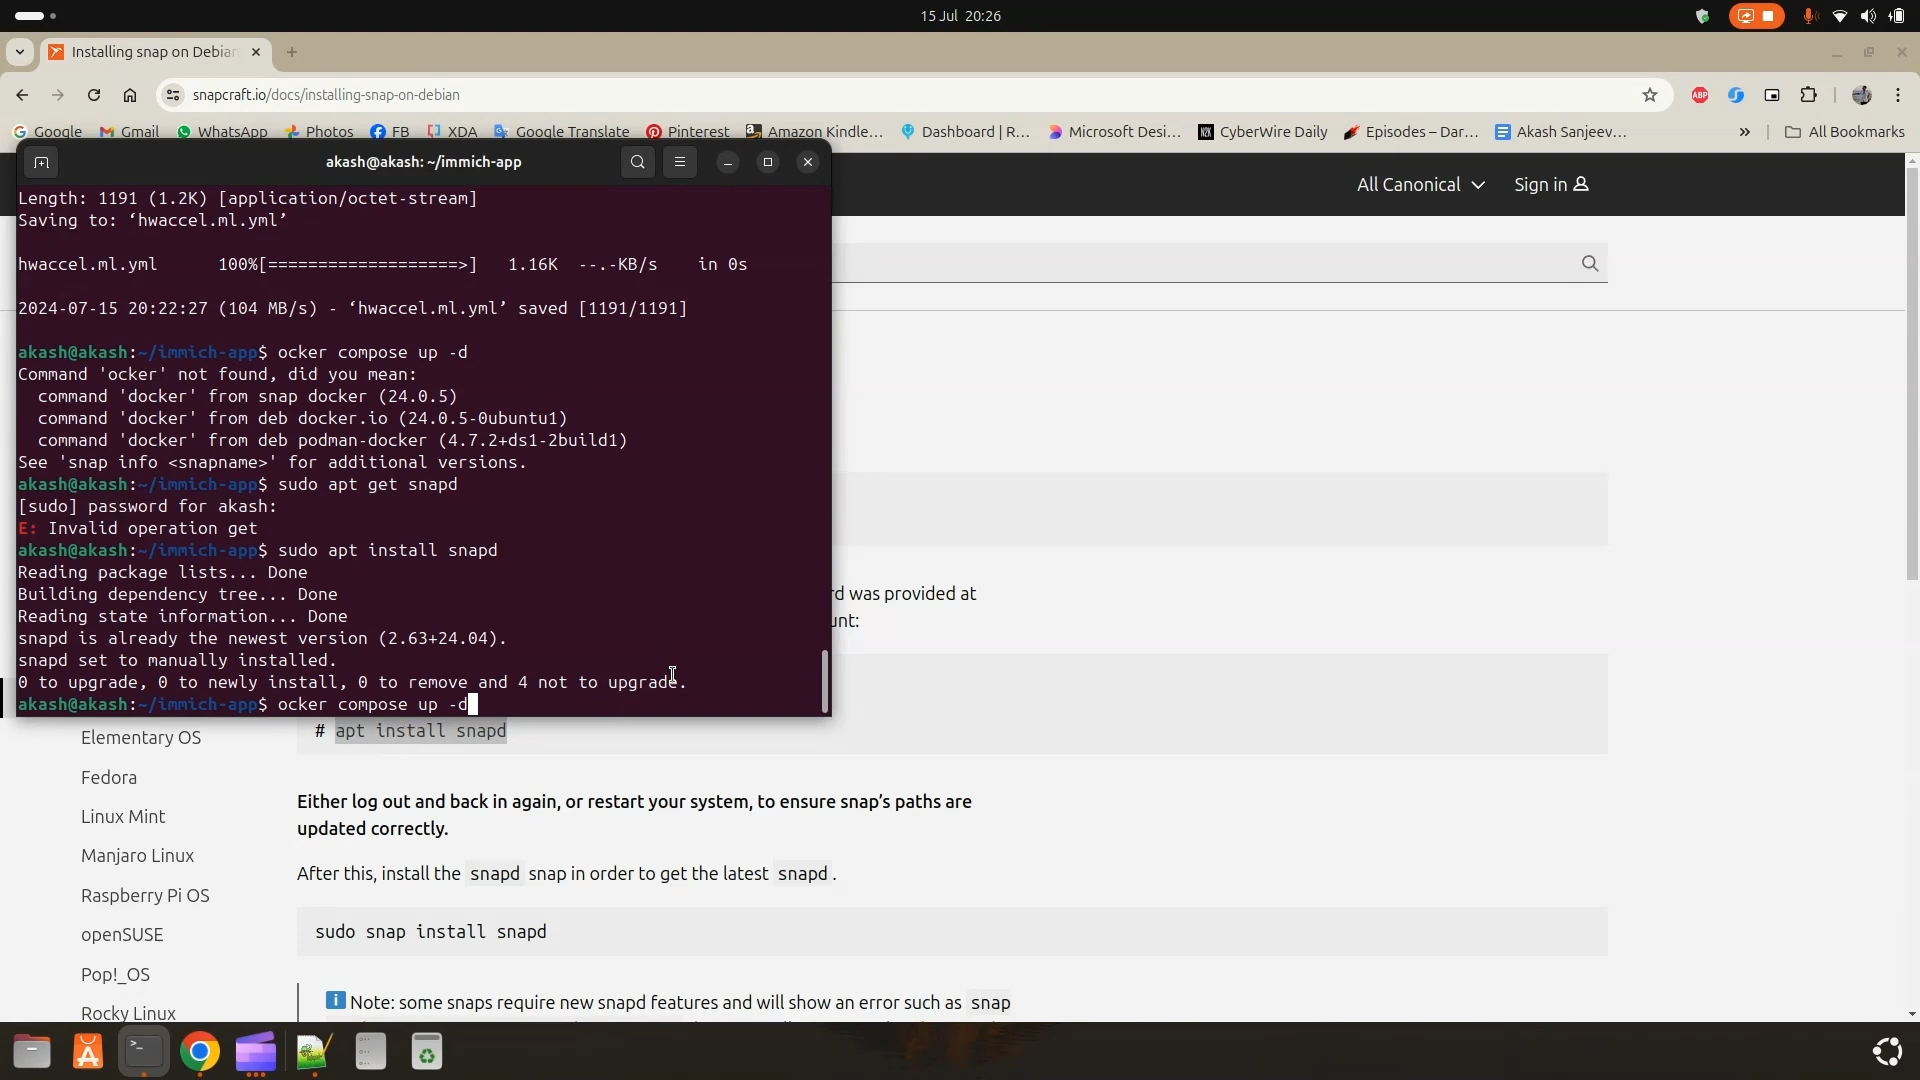 15 Jul 20:26
Installing snap on Debian
snapcraft.io/docs/installing-snap-on-debian
ABP
Google
Gmail
WhatsApp
Photos
FB
XDA
Google Translate
Pinterest
Amazon Kindle...
Dashboard | R...
Microsoft Desi...
N2K
CyberWire Daily
Episodes – Dar...
Akash Sanjeev...
»
All Bookmarks
akash@akash: ~/immich-app
All Canonical
Sign in
Length: 1191 (1.2K) [application/octet-stream]
Saving to: ‘hwaccel.ml.yml’
hwaccel.ml.yml 100%[===================>] 1.16K --.-KB/s in 0s
2024-07-15 20:22:27 (104 MB/s) - ‘hwaccel.ml.yml’ saved [1191/1191]
akash@akash:~/immich-app$ ocker compose up -d
Command 'ocker' not found, did you mean:
command 'docker' from snap docker (24.0.5)
command 'docker' from deb docker.io (24.0.5-0ubuntu1)
command 'docker' from deb podman-docker (4.7.2+ds1-2build1)
See 'snap info <snapname>' for additional versions.
akash@akash:~/immich-app$ sudo apt get snapd
[sudo] password for akash:
E: Invalid operation get
akash@akash:~/immich-app$ sudo apt install snapd
Reading package lists... Done
Building dependency tree... Done
Reading state information... Done
snapd is already the newest version (2.63+24.04).
snapd set to manually installed.
0 to upgrade, 0 to newly install, 0 to remove and 4 not to upgrade.
akash@akash:~/immich-app$ ocker compose up -d
rd was provided at
unt:
# apt install snapd
Elementary OS
Fedora
Linux Mint
Manjaro Linux
Raspberry Pi OS
openSUSE
Pop!_OS
Rocky Linux
Either log out and back in again, or restart your system, to ensure snap’s paths are
updated correctly.
After this, install the snapd snap in order to get the latest snapd.
sudo snap install snapd
Note: some snaps require new snapd features and will show an error such as snap